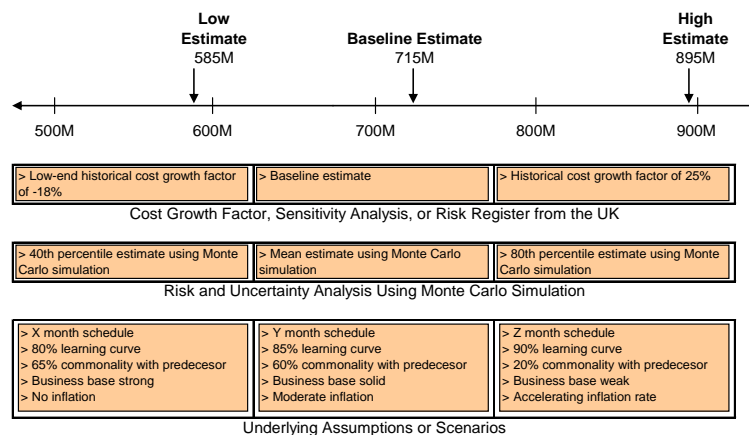 Low
Estimate
585M
Baseline Estimate
715M
High
Estimate
895M
500M
600M
700M
800M
900M
> Low-end historical cost growth factor
of -18%
> Baseline estimate
> Historical cost growth factor of 25%
Cost Growth Factor, Sensitivity Analysis, or Risk Register from the UK
> 40th percentile estimate using Monte
Carlo simulation
> Mean estimate using Monte Carlo
simulation
> 80th percentile estimate using Monte
Carlo simulation
Risk and Uncertainty Analysis Using Monte Carlo Simulation
> X month schedule
> 80% learning curve
> 65% commonality with predecesor
> Business base strong
> No inflation
> Y month schedule
> 85% learning curve
> 60% commonality with predecesor
> Business base solid
> Moderate inflation
> Z month schedule
> 90% learning curve
> 20% commonality with predecesor
> Business base weak
> Accelerating inflation rate
Underlying Assumptions or Scenarios